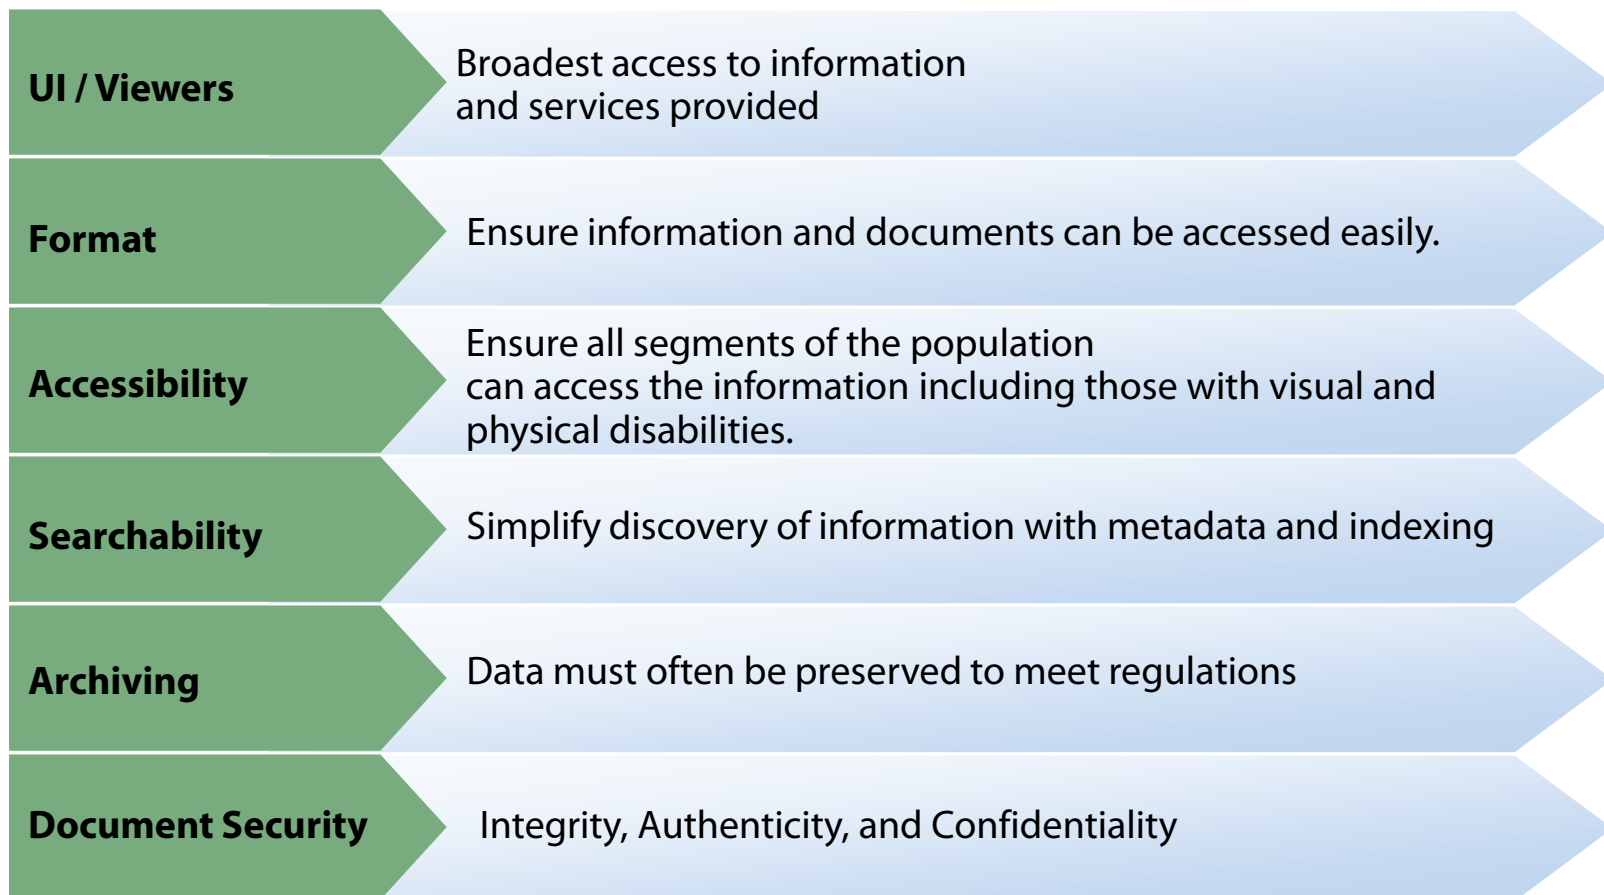 UI / Viewers
Broadest access to information
and services provided
Format
Ensure information and documents can be accessed easily.
Accessibility
Ensure all segments of the population
can access the information including those with visual and
physical disabilities.
Searchability
Simplify discovery of information with metadata and indexing
Archiving
Data must often be preserved to meet regulations
Document Security
Integrity, Authenticity, and Confidentiality